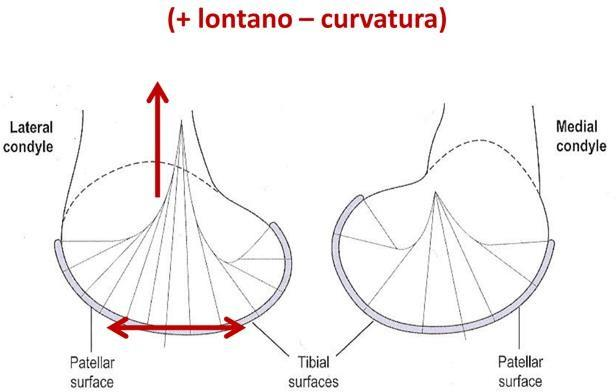 (+ lontano – curvatura)
Lateral
condyle
Medial
condyle
Patellar
surface
Tibial
surfaces
Patellar
surface